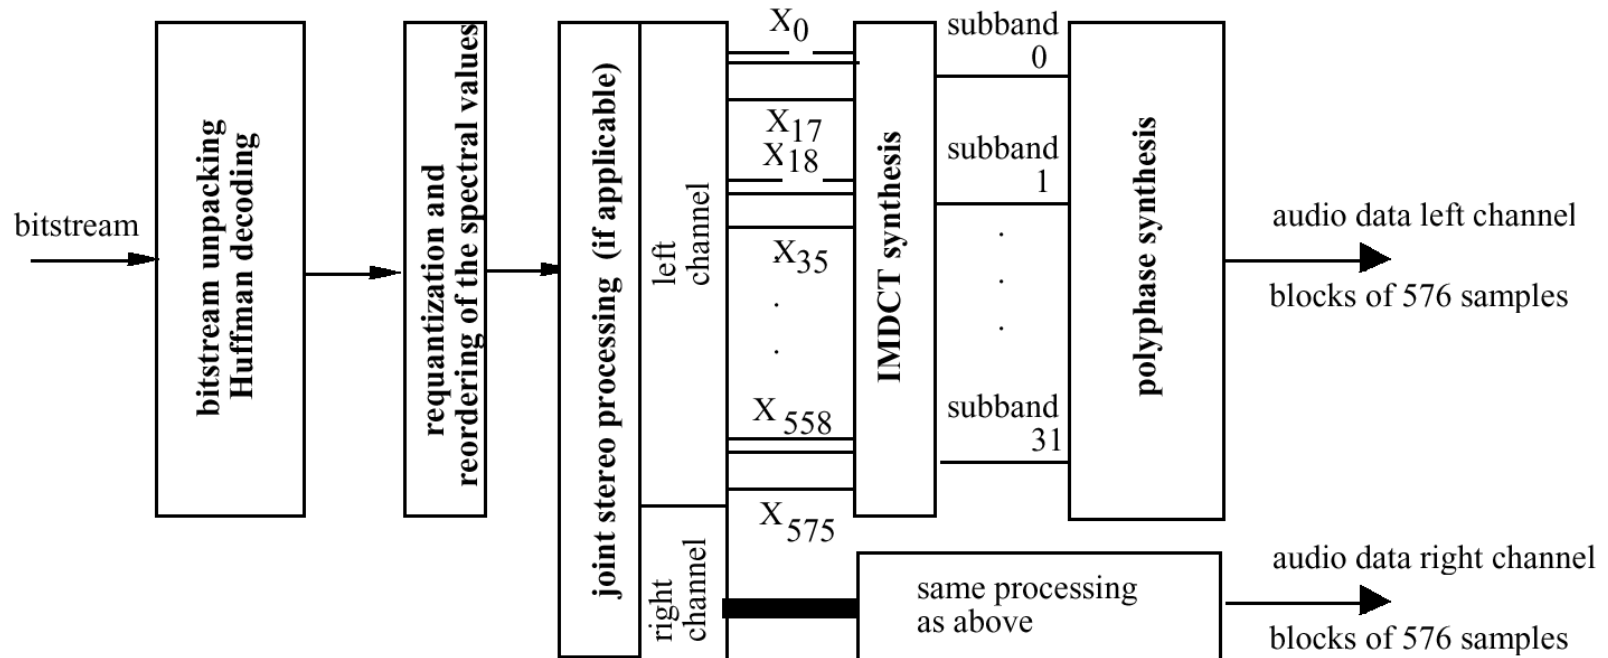 bitstream
bitstream unpacking
Huffman decoding
requantization and
reordering of the spectral values
joint stereo processing (if applicable)
left
channel
right
channel
X0
X17
X18
X35
.
.
.
X558
X575
IMDCT synthesis
subband
0
subband
1
.
.
.
subband
31
polyphase synthesis
audio data left channel
blocks of 576 samples
same processing
as above
audio data right channel
blocks of 576 samples